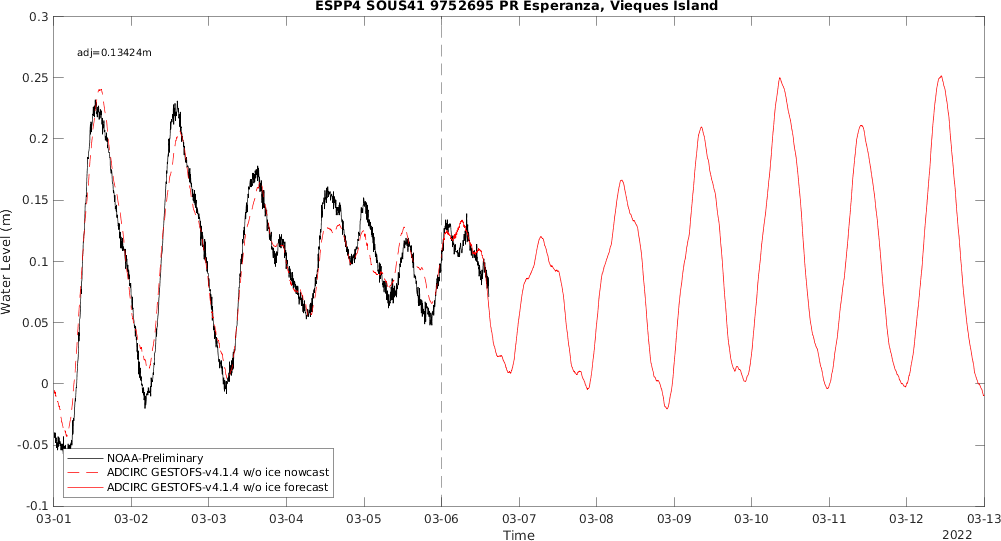 ESPP4 SOUS41 9752695 PR Esperanza, Vieques Island
0.3
adj=0.13424m
0.25
0.2
0.15
0.1
0.05
0
-0.05
-0.1
Water Level (m)
NOAA-Preliminary
ADCIRC GESTOFS-v4.1.4 w/o ice nowcast
ADCIRC GESTOFS-v4.1.4 w/o ice forecast
03-01 03-02 03-03 03-04 03-05 03-06 03-07 03-08 03-09 03-10 03-11 03-12 03-13
Time
2022